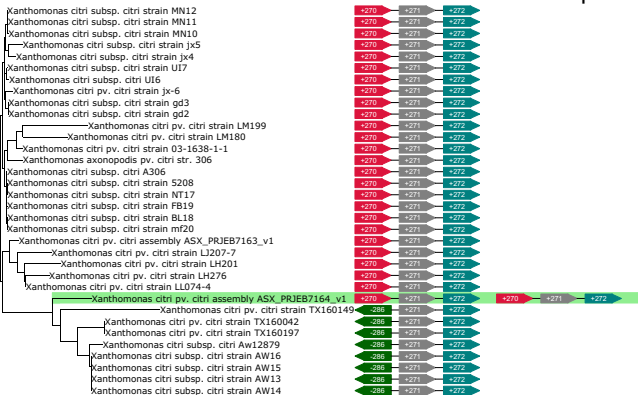 Xanthomonas citri subsp. citri strain MN12 +270 +271 +272
Xanthomonas citri subsp. citri strain MN11 +270 +271 +272
Xanthomonas citri subsp. citri strain MN10 +270 +271 +272
Xanthomonas citri subsp. citri strain jx5 +270 +271 +272
Xanthomonas citri subsp. citri strain jx4 +270 +271 +272
Xanthomonas citri subsp. citri strain UI7 +270 +271 +272
Xanthomonas citri subsp. citri UI6 +270 +271 +272
Xanthomonas citri pv. citri strain jx-6 +270 +271 +272
Xanthomonas citri subsp. citri strain gd3 +270 +271 +272
Xanthomonas citri subsp. citri strain gd2 +270 +271 +272
Xanthomonas citri pv. citri strain LM199 +270 +271 +272
Xanthomonas citri pv. citri strain LM180 +270 +271 +272
Xanthomonas citri pv. citri strain 03-1638-1-1 +270 +271 +272
Xanthomonas axonopodis pv. citri str. 306 +270 +271 +272
Xanthomonas citri subsp. citri A306 +270 +271 +272
Xanthomonas citri subsp. citri strain 5208 +270 +271 +272
Xanthomonas citri subsp. citri strain NT17 +270 +271 +272
Xanthomonas citri subsp. citri strain FB19 +270 +271 +272
Xanthomonas citri subsp. citri strain BL18 +270 +271 +272
Xanthomonas citri subsp. citri strain mf20 +270 +271 +272
Xanthomonas citri pv. citri assembly ASX_PRJEB7163_v1 +270 +271 +272
Xanthomonas citri pv. citri strain LJ207-7 +270 +271 +272
Xanthomonas citri pv. citri strain LH201 +270 +271 +272
Xanthomonas citri pv. citri strain LH276 +270 +271 +272
Xanthomonas citri pv. citri strain LL074-4 +270 +271 +272
Xanthomonas citri pv. citri assembly ASX_PRJEB7164_v1 +270 +271 +272 +270 +271 +272
Xanthomonas citri pv. citri strain TX160149 -286 +271 +272
Xanthomonas citri pv. citri strain TX160042 -286 +271 +272
Xanthomonas citri pv. citri strain TX160197 -286 +271 +272
Xanthomonas citri subsp. citri Aw12879 -286 +271 +272
Xanthomonas citri subsp. citri strain AW16 -286 +271 +272
Xanthomonas citri subsp. citri strain AW15 -286 +271 +272
Xanthomonas citri subsp. citri strain AW13 -286 +271 +272
Xanthomonas citri subsp. citri strain AW14 -286 +271 +272